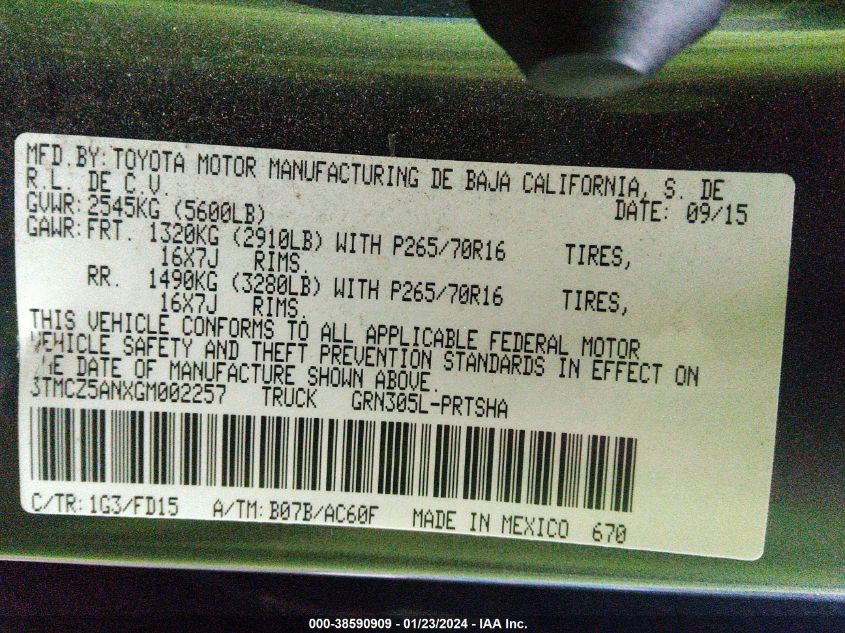 MFD. BY: TOYOTA MOTOR MANUFACTURING DE BAJA CALIFORNIA, S. DE
R.L. DE C.V. DATE: 09/15
GVWR: 2545KG (5600LB)
GAWR: FRT. 1320KG (2910LB) WITH P265/70R16 TIRES,
16X7J RIMS.
RR. 1490KG (3280LB) WITH P265/70R16 TIRES,
16X7J RIMS.
THIS VEHICLE CONFORMS TO ALL APPLICABLE FEDERAL MOTOR
VEHICLE SAFETY AND THEFT PREVENTION STANDARDS IN EFFECT ON
THE DATE OF MANUFACTURE SHOWN ABOVE.
3TMCZ5ANXGM002257 TRUCK GRN305L-PRTSHA
C/TR: 1G3/FD15 A/TM: B07B/AC60F MADE IN MEXICO 670
000-38590909 - 01/23/2024 - IAA Inc.